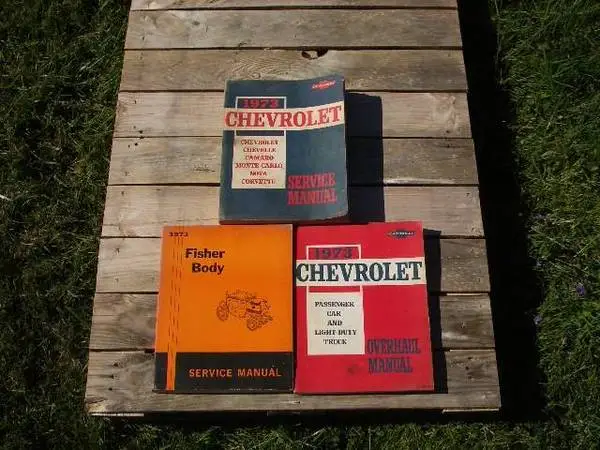 1973
CHEVROLET
CHEVROLET
CHEVELLE
CAMARO
MONTE CARLO
NOVA
CORVETTE
SERVICE
MANUAL
1973
Fisher
Body
SERVICE MANUAL
1973
CHEVROLET
PASSENGER
CAR
AND
LIGHT DUTY
TRUCK
OVERHAUL
MANUAL